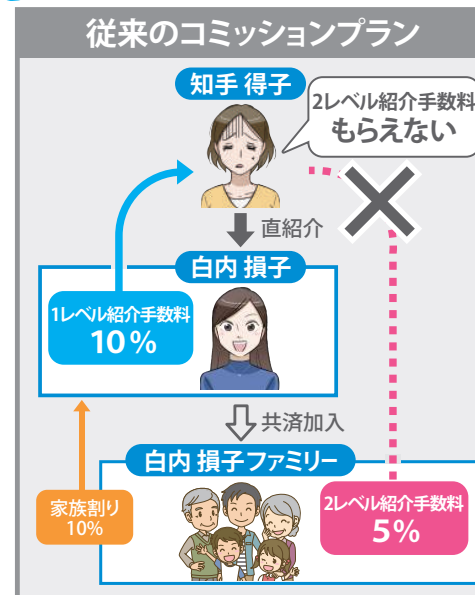 従来のコミッションプラン
知手 得子
2レベル紹介手数料
もらえない
直紹介
白内 損子
1レベル紹介手数料
10%
共済加入
白内 損子ファミリー
家族割り
10%
2レベル紹介手数料
5%